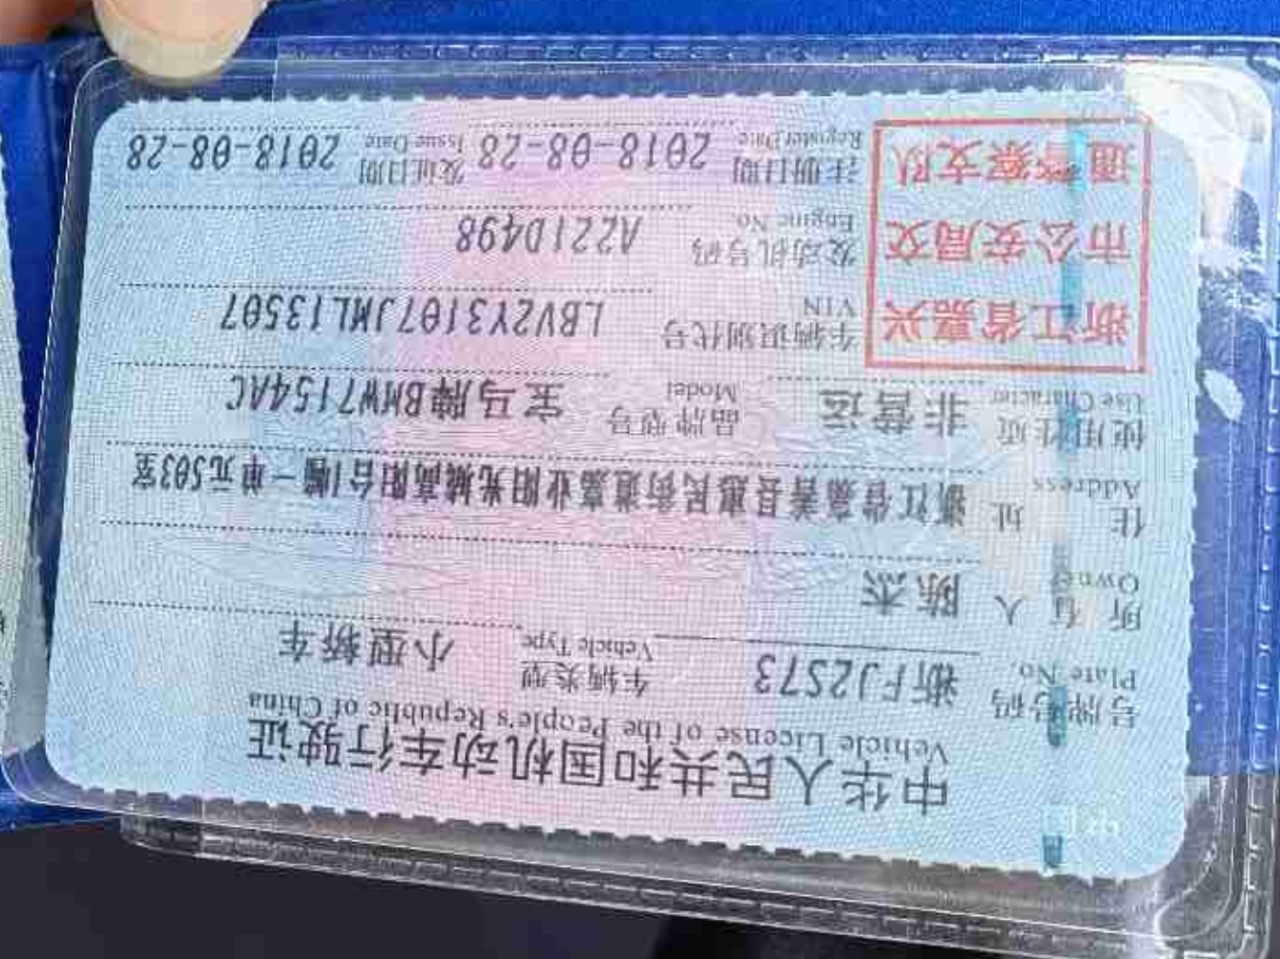 中华人民共和国机动车行驶证
Vehicle License of the People's Republic of China
号牌号码 浙FJ2S73 车辆类型 小型轿车
Plate No. Vehicle Type
所有人 陈杰
Owner
住址 浙江省嘉善县惠民街道嘉业阳光城高阳台1幢一单元503室
Address
使用性质 非营运 品牌型号 宝马牌BMW7154AC
Use Character Model
浙江省嘉兴
市公安局交
通警察支队
车辆识别代号 LBV2Y3107JML13507
VIN
发动机号码 A221D498
Engine No.
注册日期 2018-08-28 发证日期 2018-08-28
Register Date Issue Date